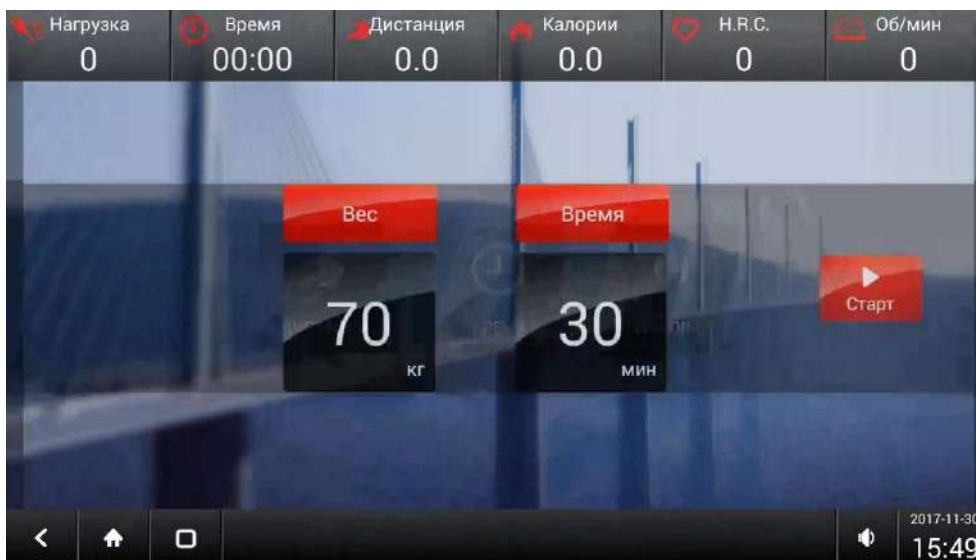 Нагрузка
0
Время
00:00
Дистанция
0.0
Калории
0.0
H.R.C.
0
Об/мин
0
Вес
Время
70
кг
30
мин
Старт
2017-11-30
15:49